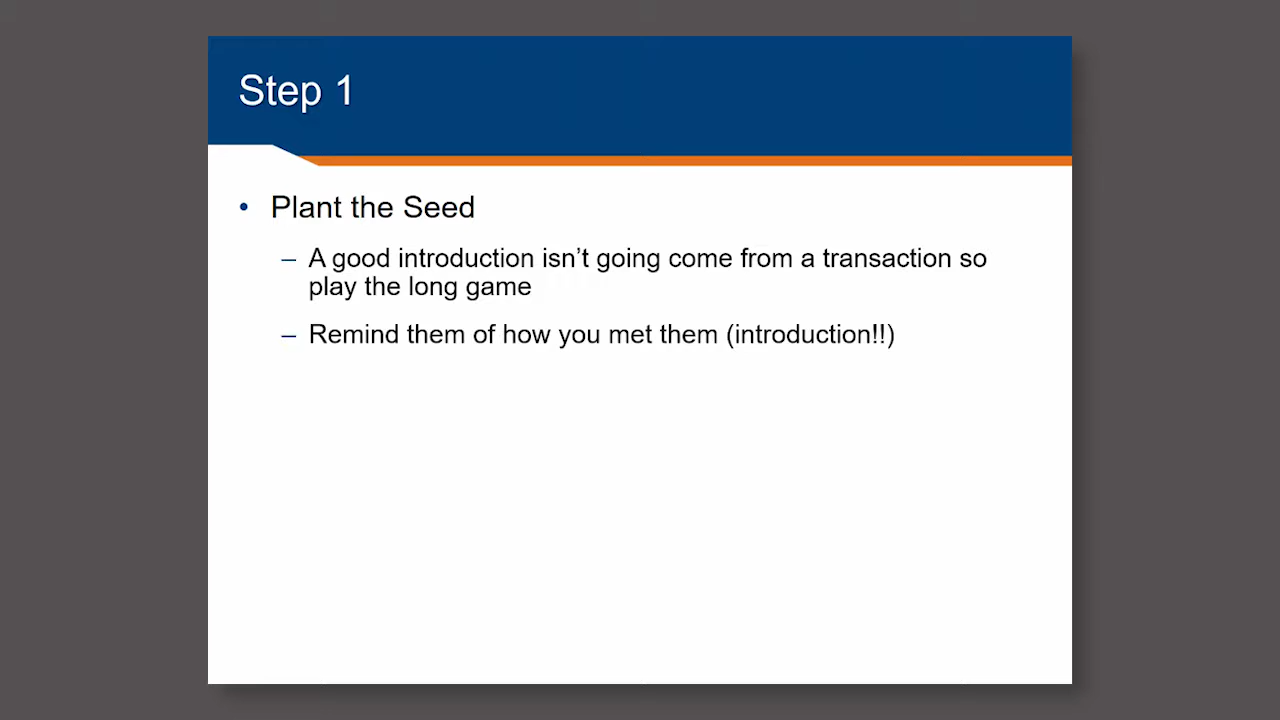 Step 1
• Plant the Seed
– A good introduction isn’t going come from a transaction so
play the long game
– Remind them of how you met them (introduction!!)